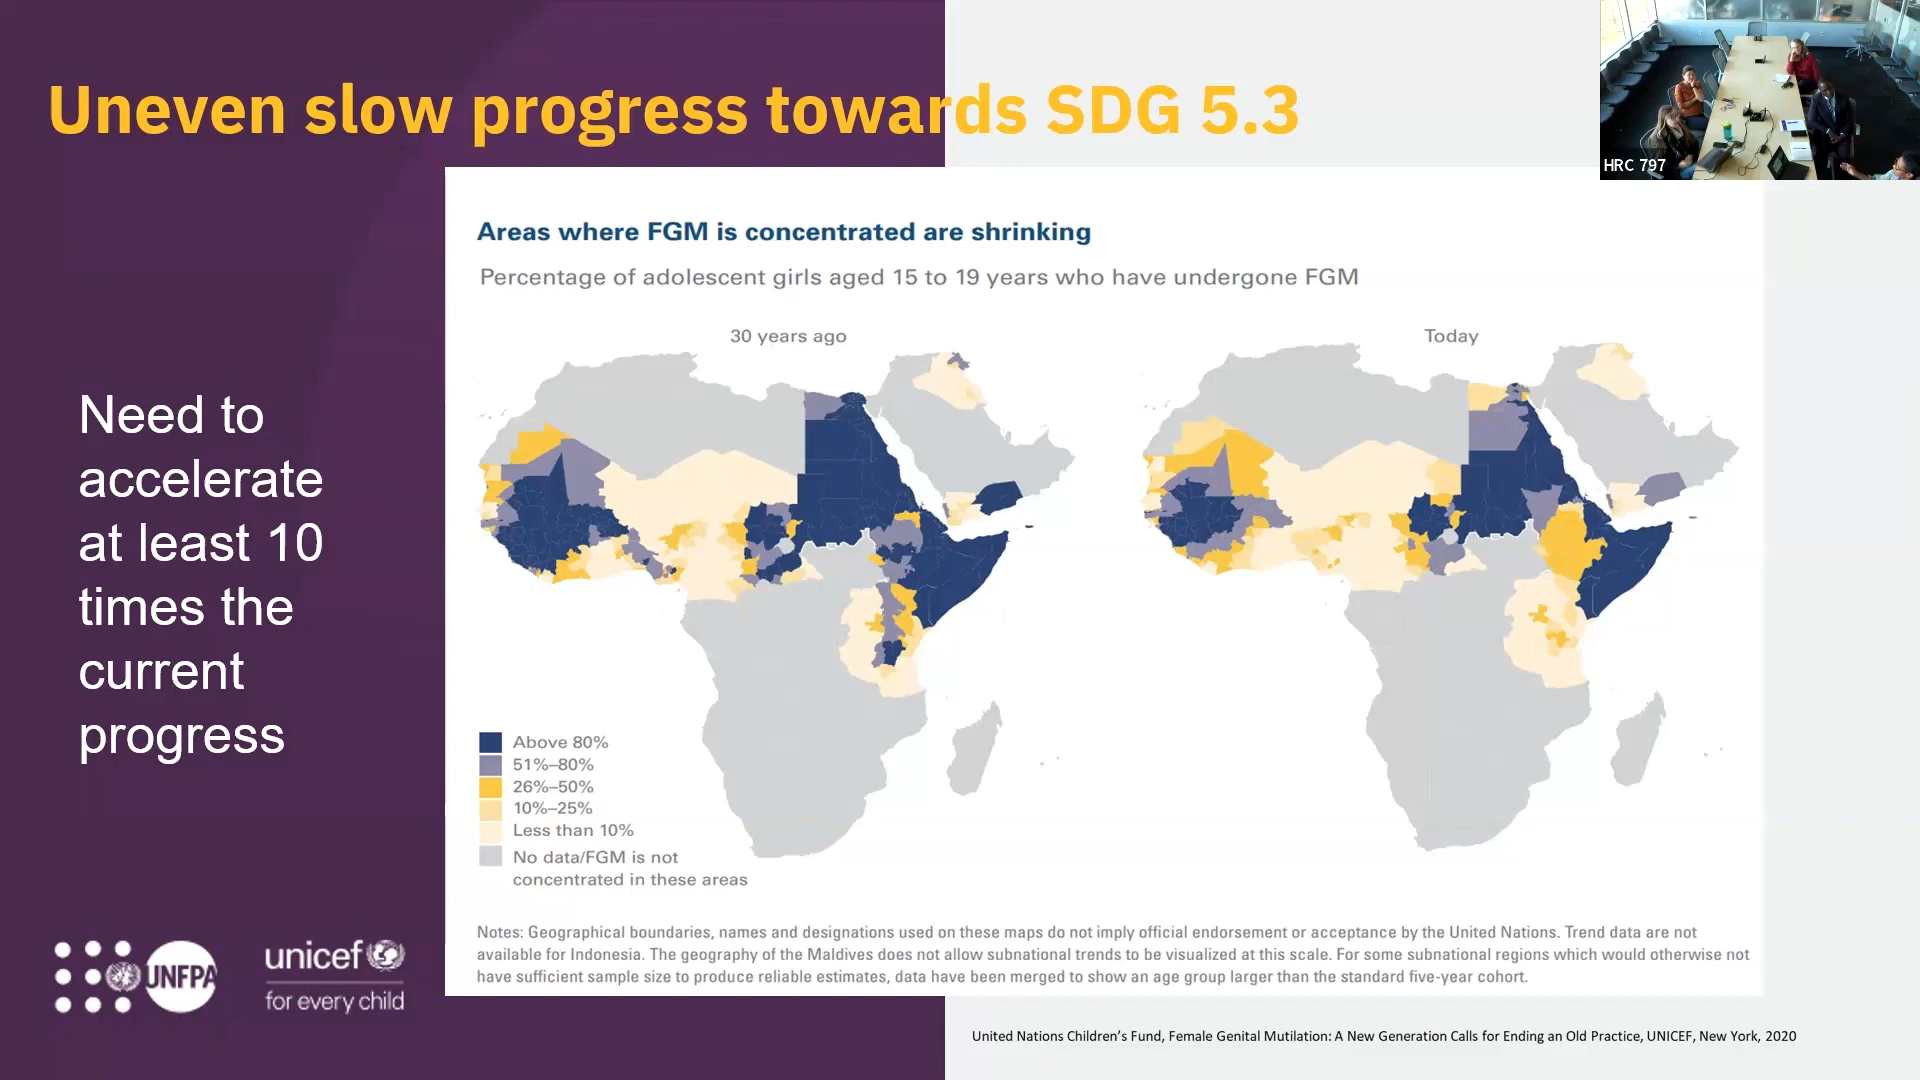 Uneven slow progress towards SDG 5.3
HRC 797
Need to
accelerate
at least 10
times the
current
progress
Areas where FGM is concentrated are shrinking
Percentage of adolescent girls aged 15 to 19 years who have undergone FGM
30 years ago
Today
Above 80%
51%–80%
26%–50%
10%–25%
Less than 10%
No data/FGM is not
concentrated in these areas
Notes: Geographical boundaries, names and designations used on these maps do not imply official endorsement or acceptance by the United Nations. Trend data are not
available for Indonesia. The geography of the Maldives does not allow subnational trends to be visualized at this scale. For some subnational regions which would otherwise not
have sufficient sample size to produce reliable estimates, data have been merged to show an age group larger than the standard five-year cohort.
UNFPA
unicef
for every child
United Nations Children’s Fund, Female Genital Mutilation: A New Generation Calls for Ending an Old Practice, UNICEF, New York, 2020